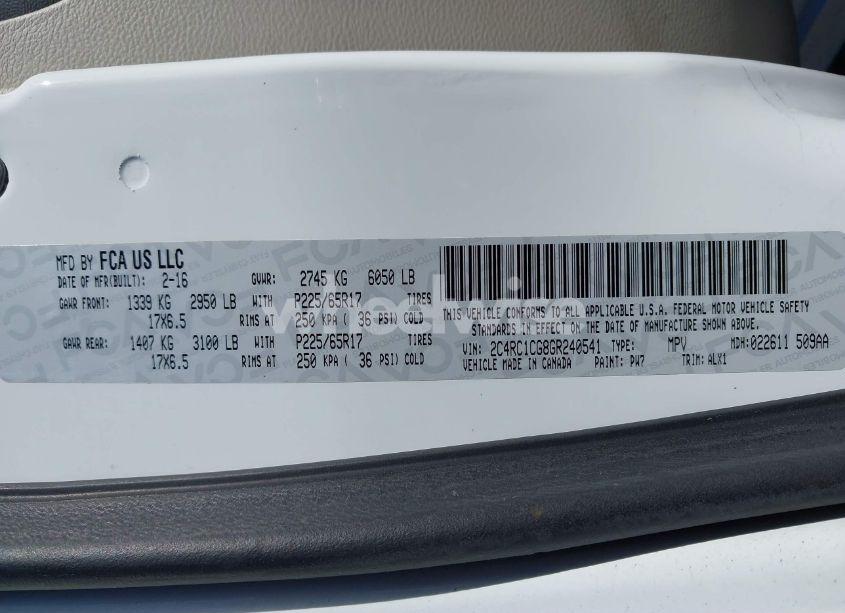 MFD BY FCA US LLC
DATE OF MFR(BUILT): 2-16 GVWR: 2745 KG 6050 LB
GAWR FRONT: 1339 KG 2950 LB WITH P225/65R17 TIRES
17X6.5 RIMS AT 250 KPA ( 36 PSI) COLD
GAWR REAR: 1407 KG 3100 LB WITH P225/65R17 TIRES
17X6.5 RIMS AT 250 KPA ( 36 PSI) COLD
THIS VEHICLE CONFORMS TO ALL APPLICABLE U.S.A. FEDERAL MOTOR VEHICLE SAFETY
STANDARDS IN EFFECT ON THE DATE OF MANUFACTURE SHOWN ABOVE.
VIN: 2C4RC1CG8GR240541 TYPE: MPV MDH:022611 509AA
VEHICLE MADE IN CANADA PAINT: PW7 TRIM: ALX1